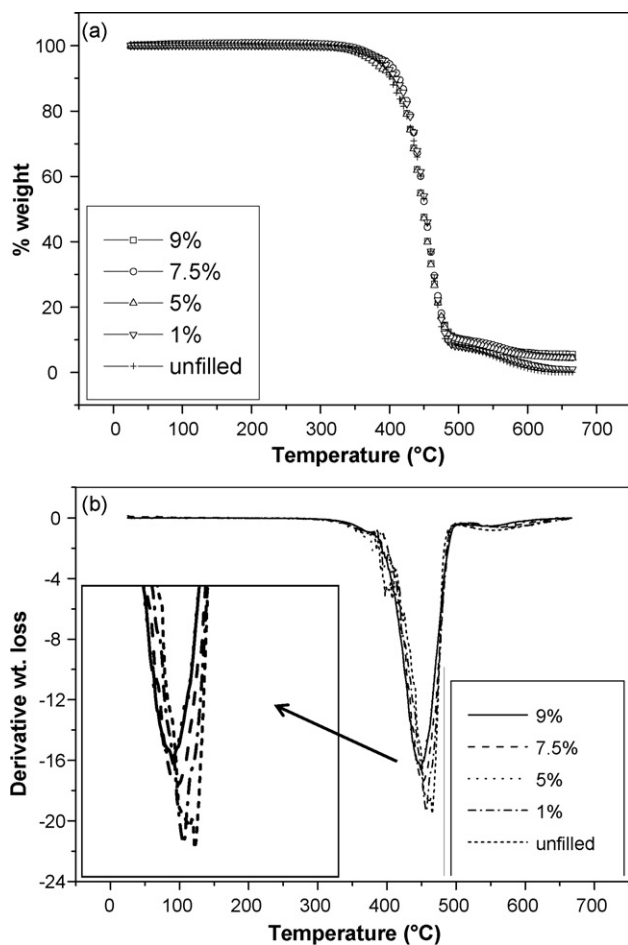 (a)
100
80
60
40
20
0
% weight
9%
7.5%
5%
1%
unfilled
0 100 200 300 400 500 600 700
Temperature (°C)
(b)
0
-4
-8
-12
-16
-20
-24
Derivative wt. loss
9%
7.5%
5%
1%
unfilled
0 100 200 300 400 500 600 700
Temperature (°C)